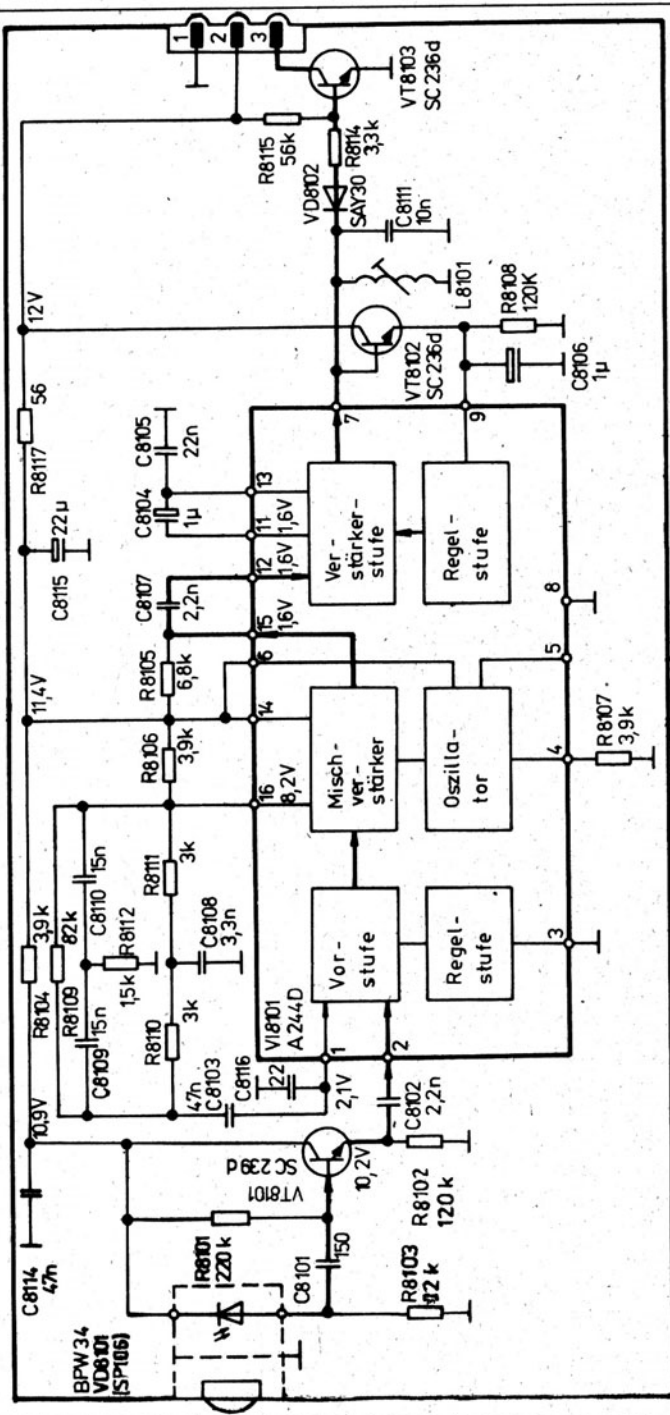 1
2
3
VT8103
SC236d
R8115
56k
R8114
3,3k
VD8102
SAY30
C8111
10n
L8101
12V
VT8102
SC236d
R8108
120K
C8106
1µ
56
R8117
22µ
C8115
C8105
22n
C8104
1µ
C8107
2,2n
13
11
1,6V
12
1,6V
15
1,6V
7
9
Ver-
stärker-
stufe
Regel-
stufe
8
11,4V
R8105
6,8k
R8106
3,9k
6
14
16
8,2V
Misch-
ver-
stärker
Oszilla-
tor
5
4
R8107
3,9k
3,9k
R8104
82k
R8109
15n
C8110
15n
C8109
R8112
1,5k
R8111
3k
C8108
3,3n
R8110
3k
Vor-
stufe
Regel-
stufe
3
VI8101
A244D
1
2
10,9V
47n
C8103
C8116
22
2,1V
C8102
2,2n
SC239d
VT8101
10,2V
R8102
120k
C8114
47n
R8101
220k
C8101
150
R8103
12k
BPW34
VD8101
(SP106)